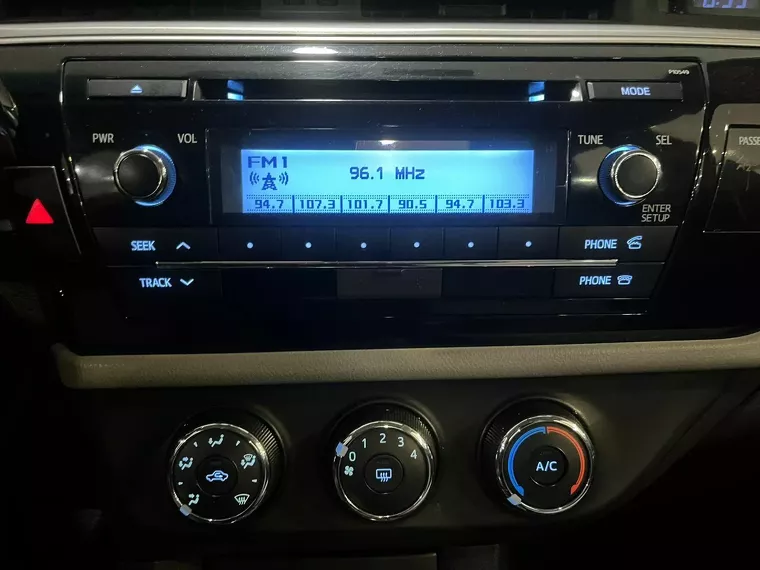 P10549
MODE
PWR VOL
TUNE SEL
FM1
96.1 MHz
94.7 107.3 101.7 90.5 94.7 103.3
ENTER
SETUP
SEEK
PHONE
TRACK
PHONE
0 1 2 3 4
A/C